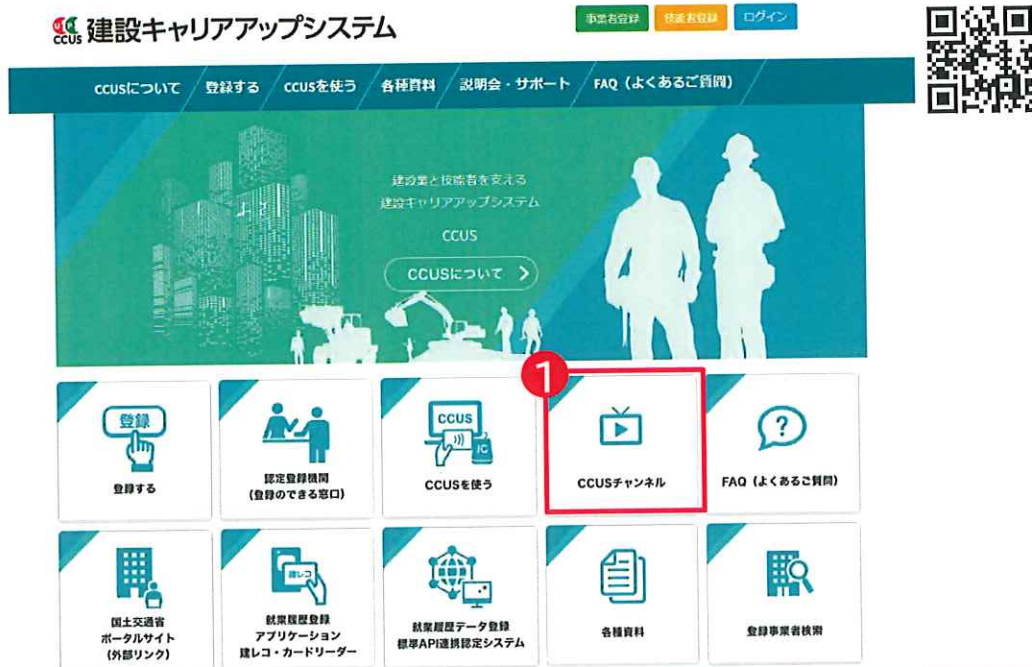 CCUS 建設キャリアアップシステム
事業者登録 技能者登録 ログイン
CCUSについて 登録する CCUSを使う 各種資料 説明会・サポート FAQ（よくあるご質問）
建設業と技能者を支える
建設キャリアアップシステム
CCUS
CCUSについて
1
登録
登録する
認定登録機関
（登録のできる窓口）
CCUS
IC
CCUSを使う
CCUSチャンネル
?
FAQ（よくあるご質問）
国土交通省
ポータルサイト
（外部リンク）
建レコ
就業履歴登録
アプリケーション
建レコ・カードリーダー
就業履歴データ登録
標準API連携認定システム
各種資料
登録事業者検索